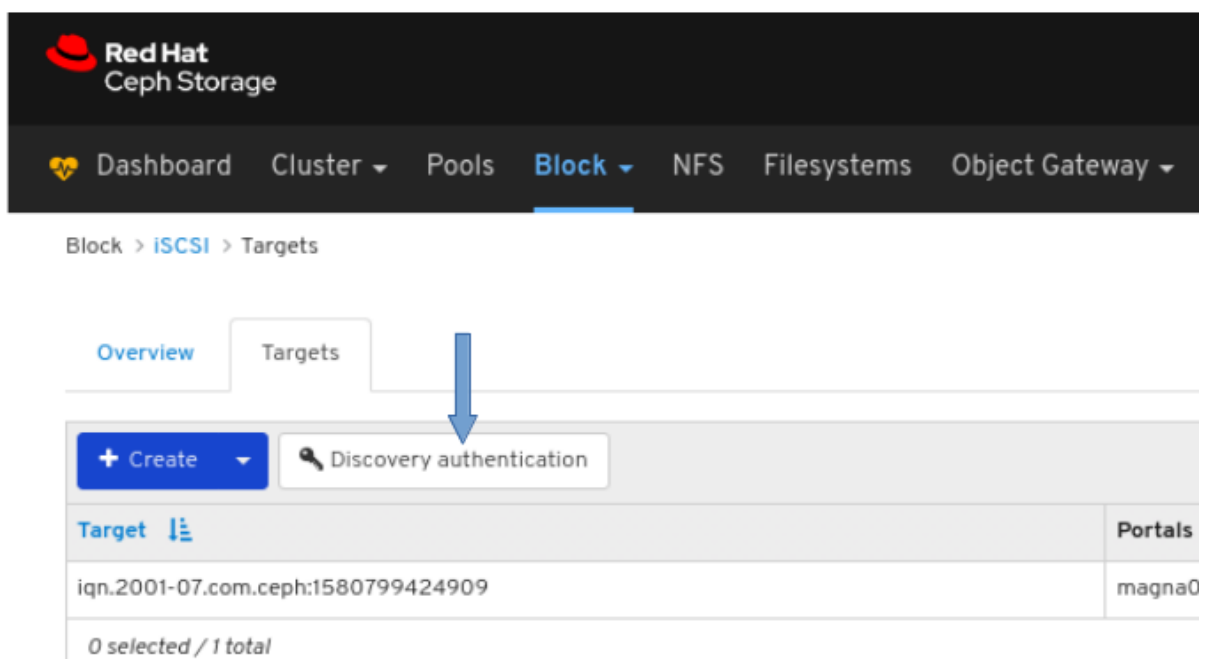 Red Hat
Ceph Storage
Dashboard Cluster Pools Block NFS Filesystems Object Gateway
Block > iSCSI > Targets
Overview Targets
+ Create Discovery authentication
Target Portals
iqn.2001-07.com.ceph:1580799424909 magna0
0 selected / 1 total